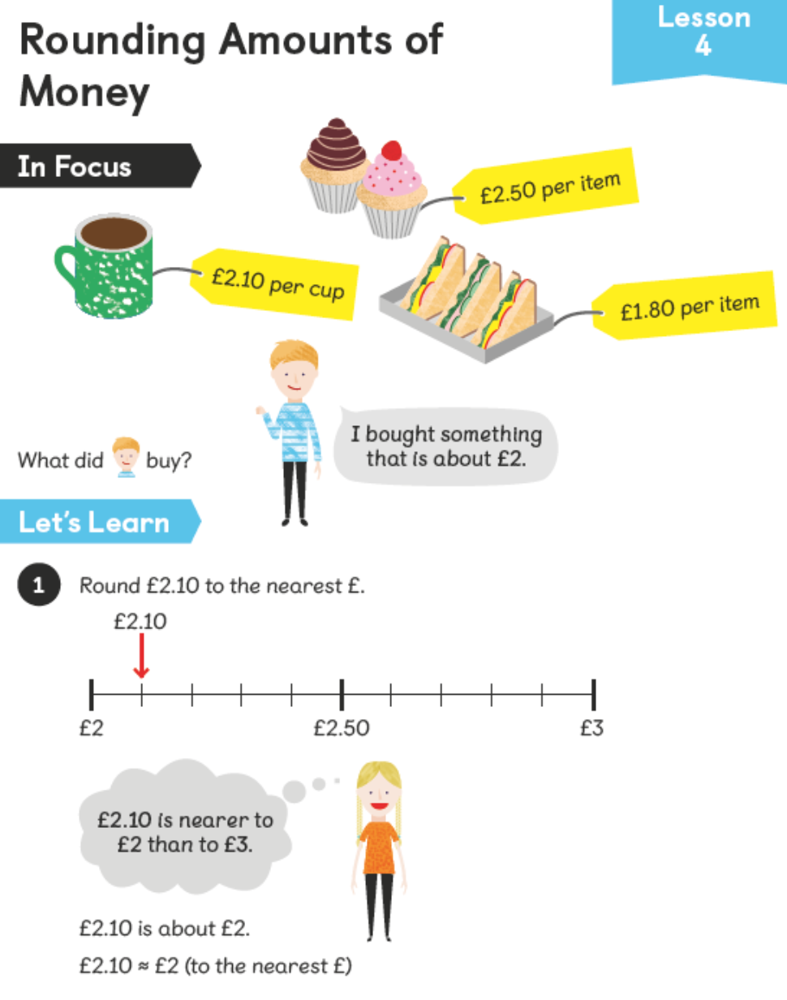 Rounding Amounts of
Money
Lesson
4
In Focus
£2.50 per item
£2.10 per cup
£1.80 per item
I bought something
that is about £2.
What did buy?
Let's Learn
1 Round £2.10 to the nearest £.
£2.10
£2 £2.50 £3
£2.10 is nearer to
£2 than to £3.
£2.10 is about £2.
£2.10 ≈ £2 (to the nearest £)